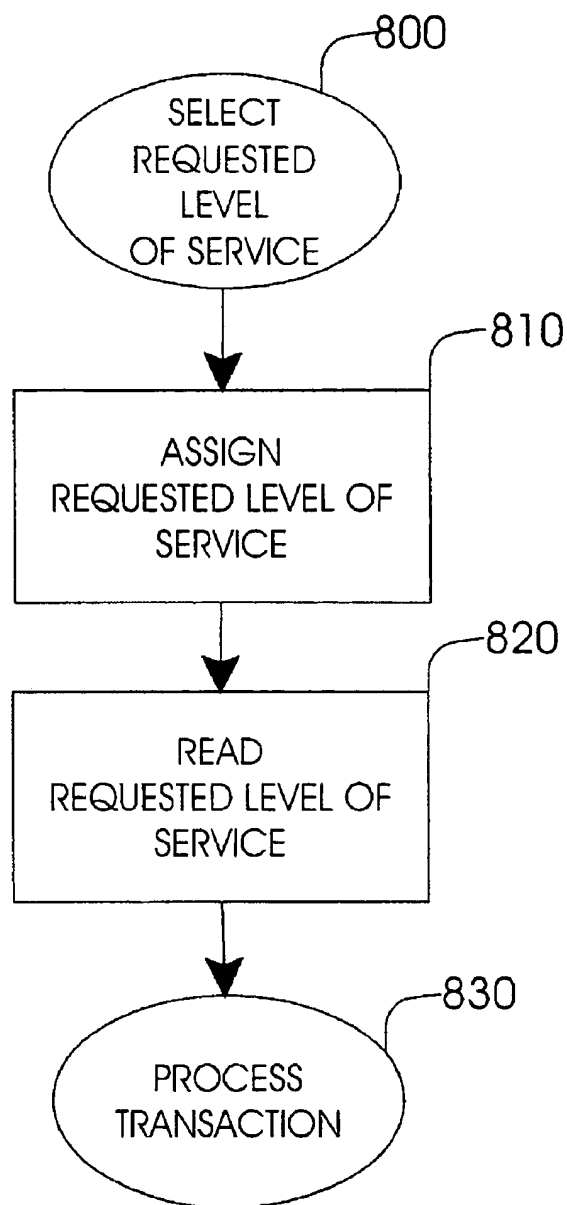 800
SELECT
REQUESTED
LEVEL
OF SERVICE
810
ASSIGN
REQUESTED LEVEL OF
SERVICE
820
READ
REQUESTED LEVEL OF
SERVICE
830
PROCESS
TRANSACTION